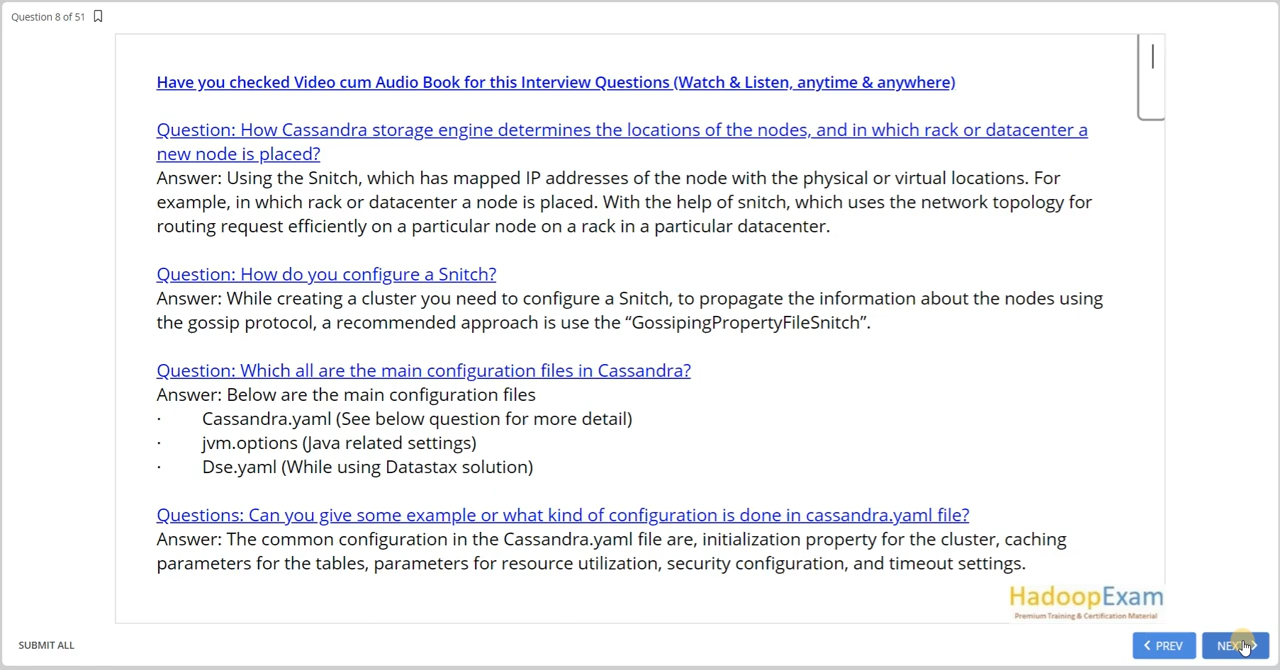 Question 8 of 51
Have you checked Video cum Audio Book for this Interview Questions (Watch & Listen, anytime & anywhere)
Question: How Cassandra storage engine determines the locations of the nodes, and in which rack or datacenter a
new node is placed?
Answer: Using the Snitch, which has mapped IP addresses of the node with the physical or virtual locations. For
example, in which rack or datacenter a node is placed. With the help of snitch, which uses the network topology for
routing request efficiently on a particular node on a rack in a particular datacenter.
Question: How do you configure a Snitch?
Answer: While creating a cluster you need to configure a Snitch, to propagate the information about the nodes using
the gossip protocol, a recommended approach is use the “GossipingPropertyFileSnitch”.
Question: Which all are the main configuration files in Cassandra?
Answer: Below are the main configuration files
· Cassandra.yaml (See below question for more detail)
· jvm.options (Java related settings)
· Dse.yaml (While using Datastax solution)
Questions: Can you give some example or what kind of configuration is done in cassandra.yaml file?
Answer: The common configuration in the Cassandra.yaml file are, initialization property for the cluster, caching
parameters for the tables, parameters for resource utilization, security configuration, and timeout settings.
HadoopExam
Premium Training & Certification Material
SUBMIT ALL
PREV
NEXT